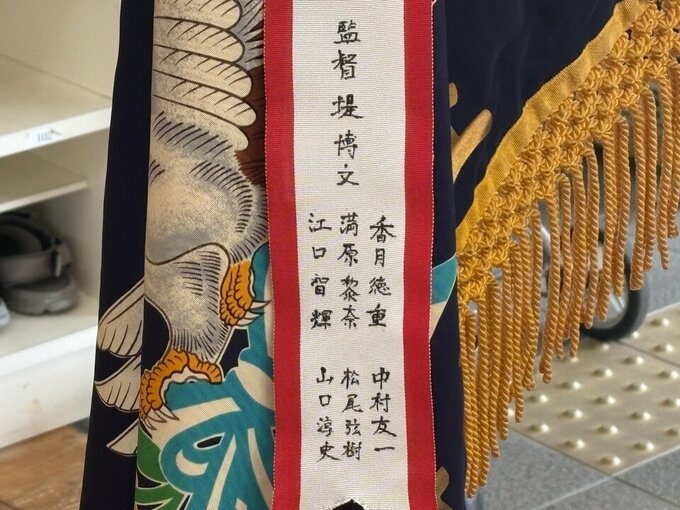 監督 堤博文
香月徳重
満原黎奈
江口智輝
中村友一
松尾弦樹
山口淳史
102